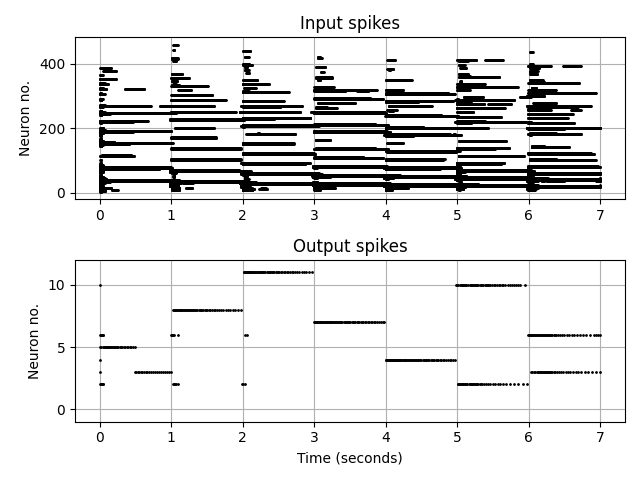 Input spikes
Neuron no.
400
200
0
0 1 2 3 4 5 6 7
Output spikes
Neuron no.
10
5
0
0 1 2 3 4 5 6 7
Time (seconds)